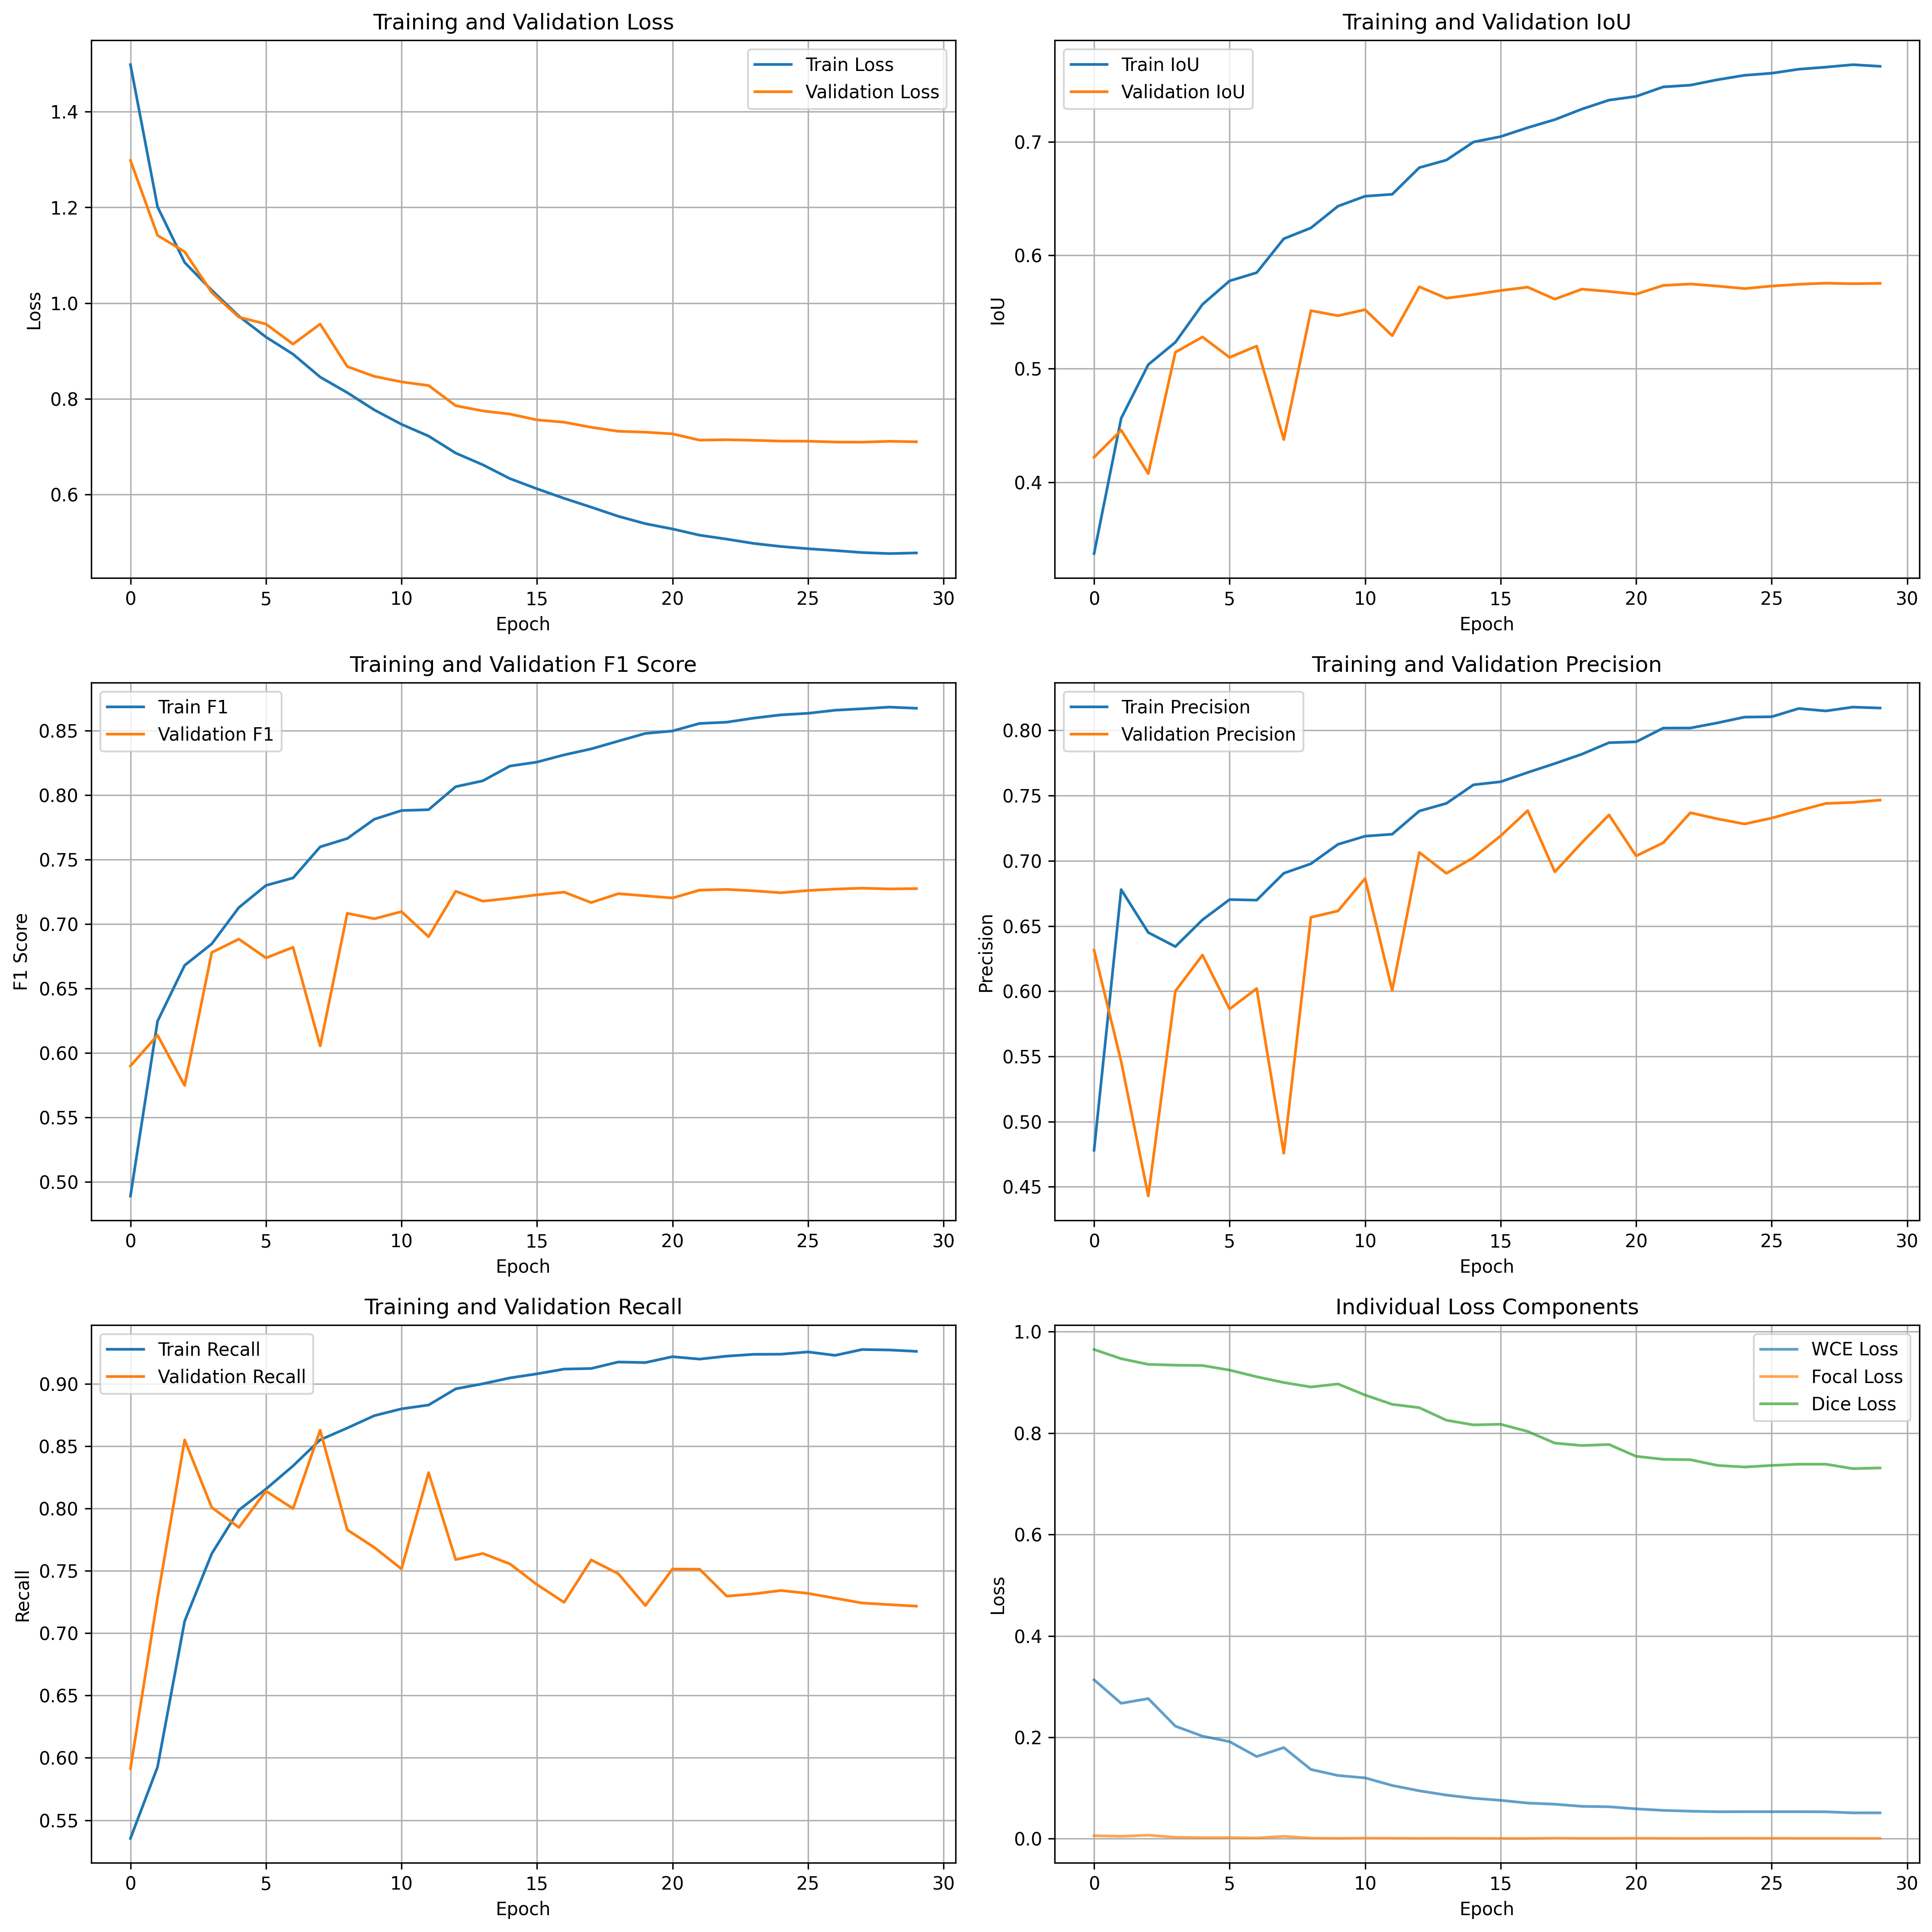 Training and Validation Loss
Train Loss
Validation Loss
1.4
1.2
1.0
0.8
0.6
Loss
0 5 10 15 20 25 30
Epoch
Training and Validation IoU
Train IoU
Validation IoU
0.7
0.6
0.5
0.4
IoU
0 5 10 15 20 25 30
Epoch
Training and Validation F1 Score
Train F1
Validation F1
0.85
0.80
0.75
0.70
0.65
0.60
0.55
0.50
F1 Score
0 5 10 15 20 25 30
Epoch
Training and Validation Precision
Train Precision
Validation Precision
0.80
0.75
0.70
0.65
0.60
0.55
0.50
0.45
Precision
0 5 10 15 20 25 30
Epoch
Training and Validation Recall
Train Recall
Validation Recall
0.90
0.85
0.80
0.75
0.70
0.65
0.60
0.55
Recall
0 5 10 15 20 25 30
Epoch
Individual Loss Components
WCE Loss
Focal Loss
Dice Loss
1.0
0.8
0.6
0.4
0.2
0.0
Loss
0 5 10 15 20 25 30
Epoch